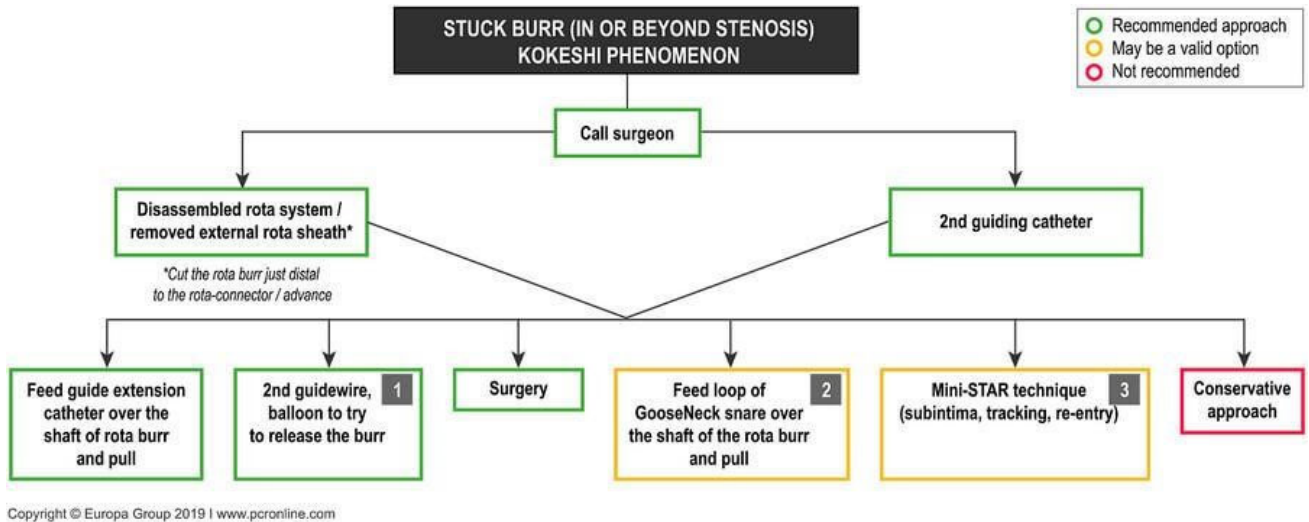 STUCK BURR (IN OR BEYOND STENOSIS)
KOKESHI PHENOMENON
Recommended approach
May be a valid option
Not recommended
Call surgeon
Disassembled rota system /
removed external rota sheath*
2nd guiding catheter
*Cut the rota burr just distal
to the rota-connector / advance
Feed guide extension
catheter over the
shaft of rota burr
and pull
2nd guidewire,
balloon to try
to release the burr
1
Surgery
Feed loop of
GooseNeck snare over
the shaft of the rota burr
and pull
2
Mini-STAR technique
(subintima, tracking, re-entry)
3
Conservative
approach
Copyright © Europa Group 2019 I www.pcronline.com